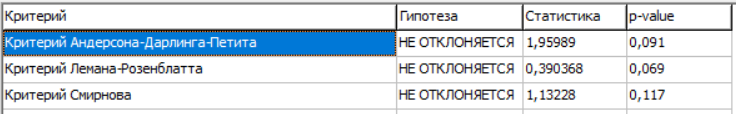 Критерий Гипотеза Статистика p-value
Критерий Андерсона-Дарлинга-Петита НЕ ОТКЛОНЯЕТСЯ 1,95989 0,091
Критерий Лемана-Розенблатта НЕ ОТКЛОНЯЕТСЯ 0,390368 0,069
Критерий Смирнова НЕ ОТКЛОНЯЕТСЯ 1,13228 0,117